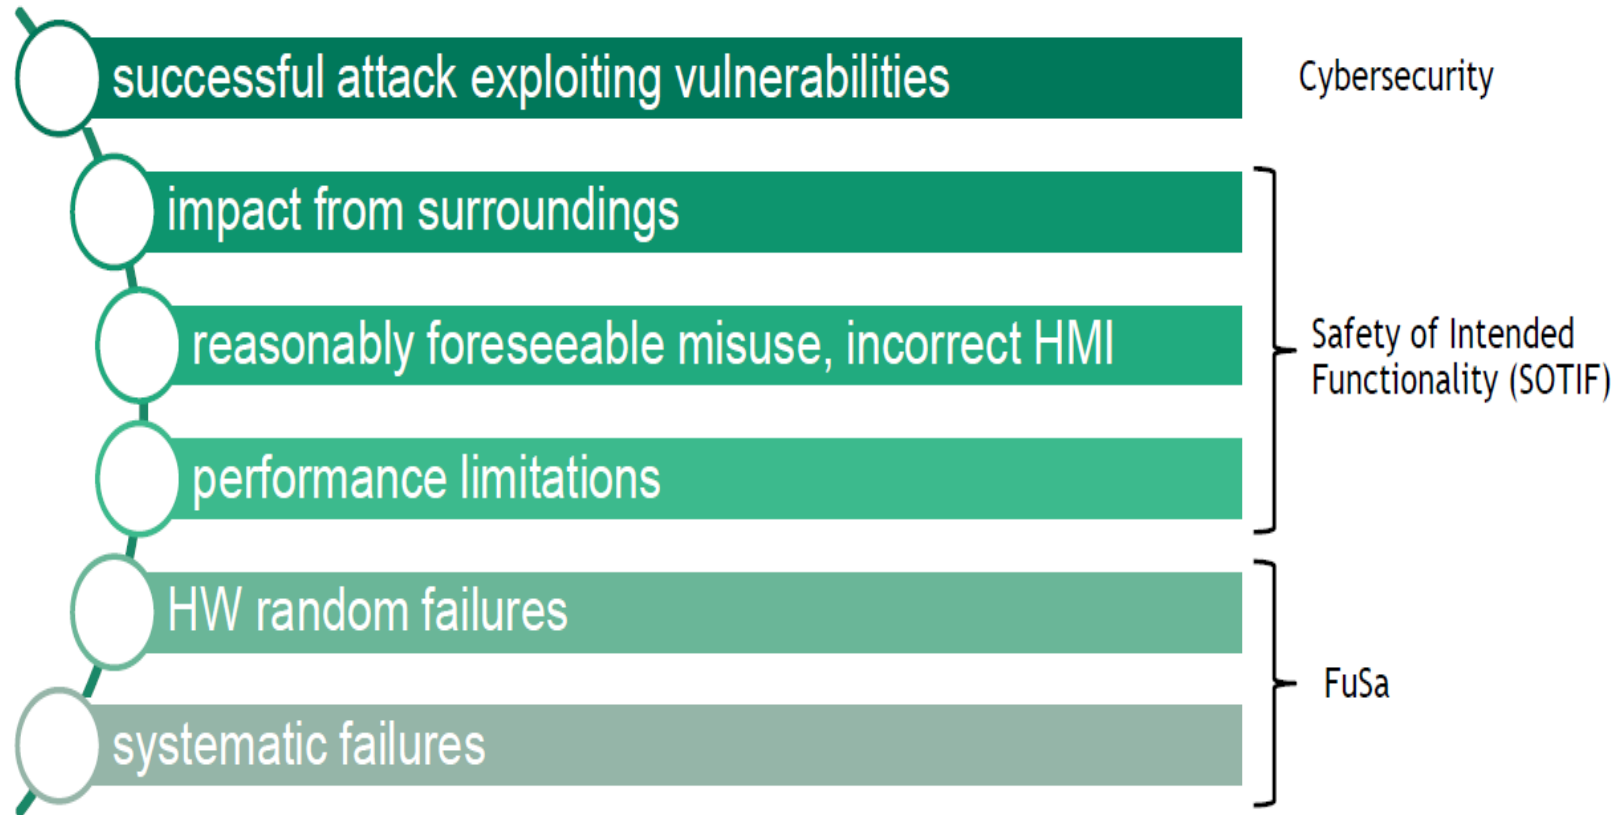 successful attack exploiting vulnerabilities
Cybersecurity
impact from surroundings
reasonably foreseeable misuse, incorrect HMI
Safety of Intended
Functionality (SOTIF)
performance limitations
HW random failures
FuSa
systematic failures